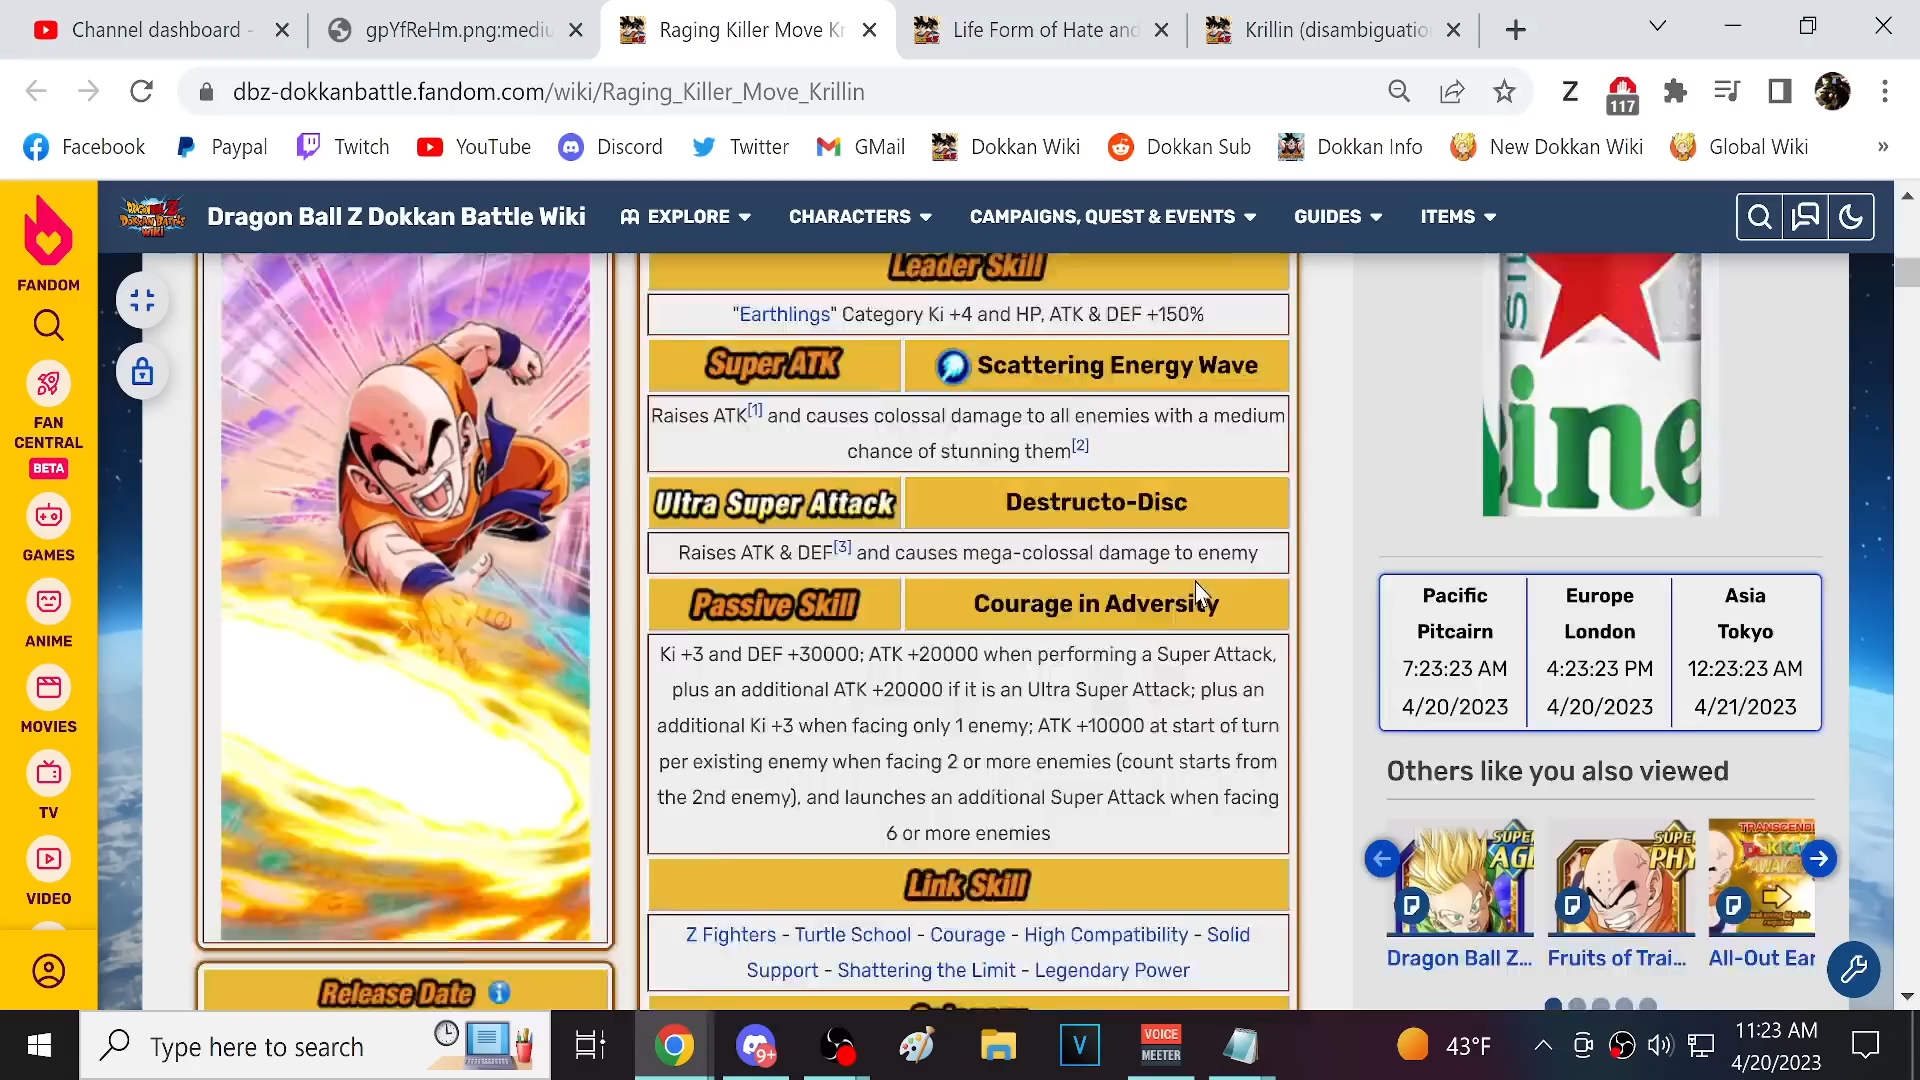 Channel dashboard -
gpYfReHm.png:mediu
Raging Killer Move Kr
Life Form of Hate and
Krillin (disambiguatio
dbz-dokkanbattle.fandom.com/wiki/Raging_Killer_Move_Krillin
Z
117
Facebook
Paypal
Twitch
YouTube
Discord
Twitter
GMail
Dokkan Wiki
Dokkan Sub
Dokkan Info
New Dokkan Wiki
Global Wiki
»
Dragon Ball Z Dokkan Battle Wiki
EXPLORE
CHARACTERS
CAMPAIGNS, QUEST & EVENTS
GUIDES
ITEMS
FANDOM
FAN
CENTRAL
BETA
GAMES
ANIME
MOVIES
TV
VIDEO
Leader Skill
"Earthlings" Category Ki +4 and HP, ATK & DEF +150%
Super ATK
Scattering Energy Wave
Raises ATK[1] and causes colossal damage to all enemies with a medium
chance of stunning them[2]
Ultra Super Attack
Destructo-Disc
Raises ATK & DEF[3] and causes mega-colossal damage to enemy
Passive Skill
Courage in Adversity
Ki +3 and DEF +30000; ATK +20000 when performing a Super Attack,
plus an additional ATK +20000 if it is an Ultra Super Attack; plus an
additional Ki +3 when facing only 1 enemy; ATK +10000 at start of turn
per existing enemy when facing 2 or more enemies (count starts from
the 2nd enemy), and launches an additional Super Attack when facing
6 or more enemies
Link Skill
Z Fighters - Turtle School - Courage - High Compatibility - Solid
Support - Shattering the Limit - Legendary Power
Release Date
ine
Pacific
Pitcairn
7:23:23 AM
4/20/2023
Europe
London
4:23:23 PM
4/20/2023
Asia
Tokyo
12:23:23 AM
4/21/2023
Others like you also viewed
SUPER
AGL
SUPER
PHY
TRANSCEND
Dragon Ball Z...
Fruits of Trai...
All-Out Ear
Type here to search
9+
V
VOICE
MEETER
43°F
11:23 AM
4/20/2023